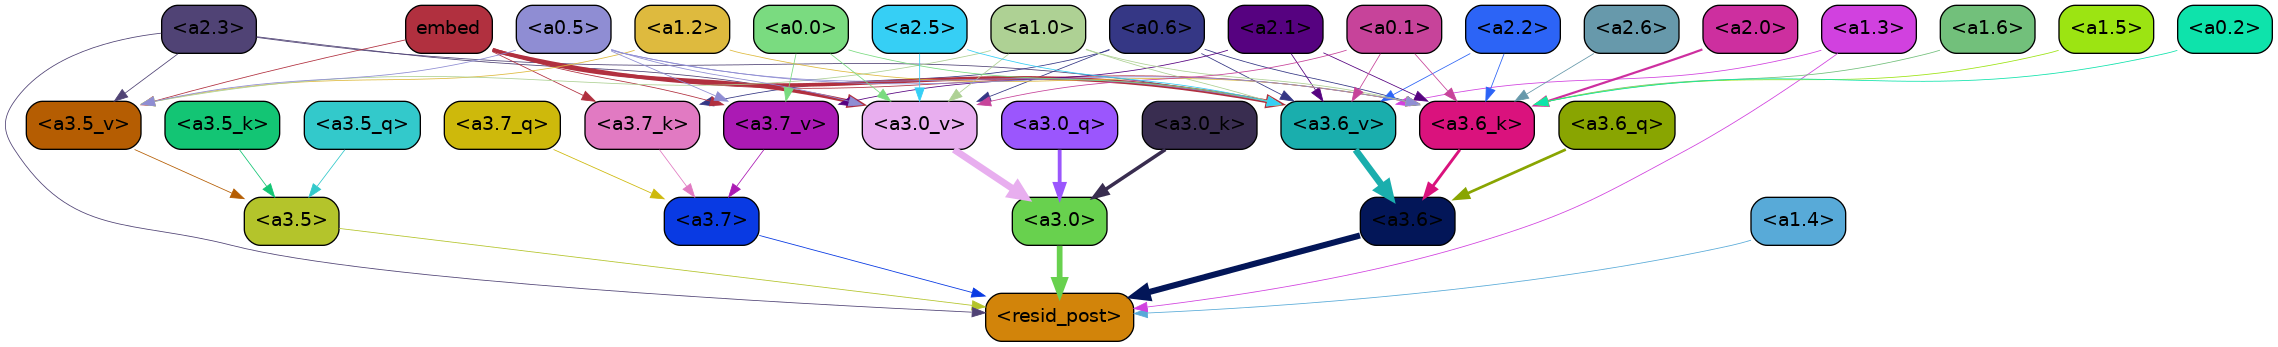 <a2.3> embed <a0.5> <a1.2> <a0.0> <a2.5> <a1.0> <a0.6> <a2.1> <a0.1> <a2.2> <a2.6> <a2.0> <a1.3> <a1.6> <a1.5> <a0.2>
<a3.5_v> <a3.5_k> <a3.5_q> <a3.7_q> <a3.7_k> <a3.7_v> <a3.0_v> <a3.0_q> <a3.0_k> <a3.6_v> <a3.6_k> <a3.6_q>
<a3.5> <a3.7> <a3.0> <a3.6> <a1.4>
<resid_post>